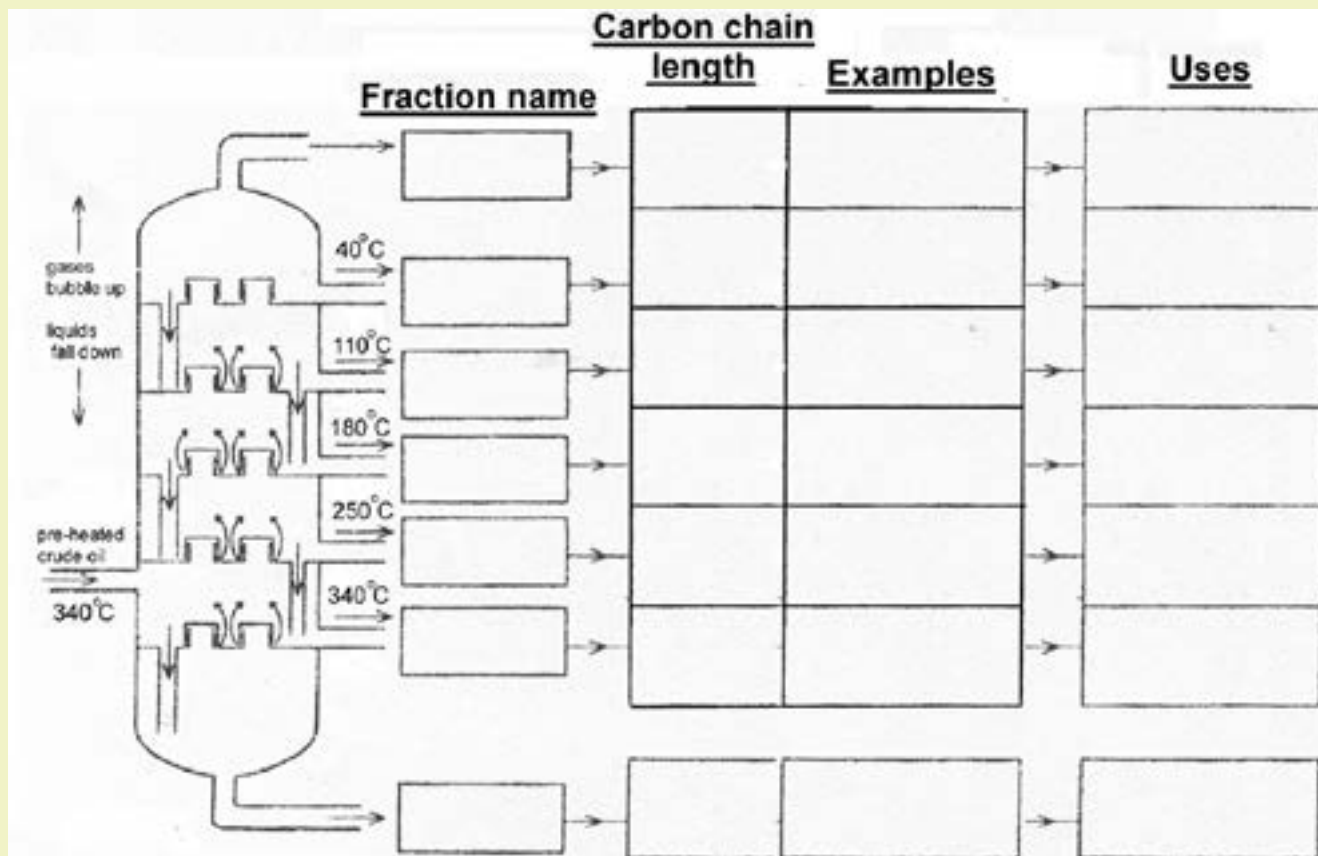 Carbon chain
length
Examples
Uses
Fraction name
40°C
gases
bubble up
liquids
fall down
110°C
180°C
250°C
pre-heated
crude oil
340°C
340°C